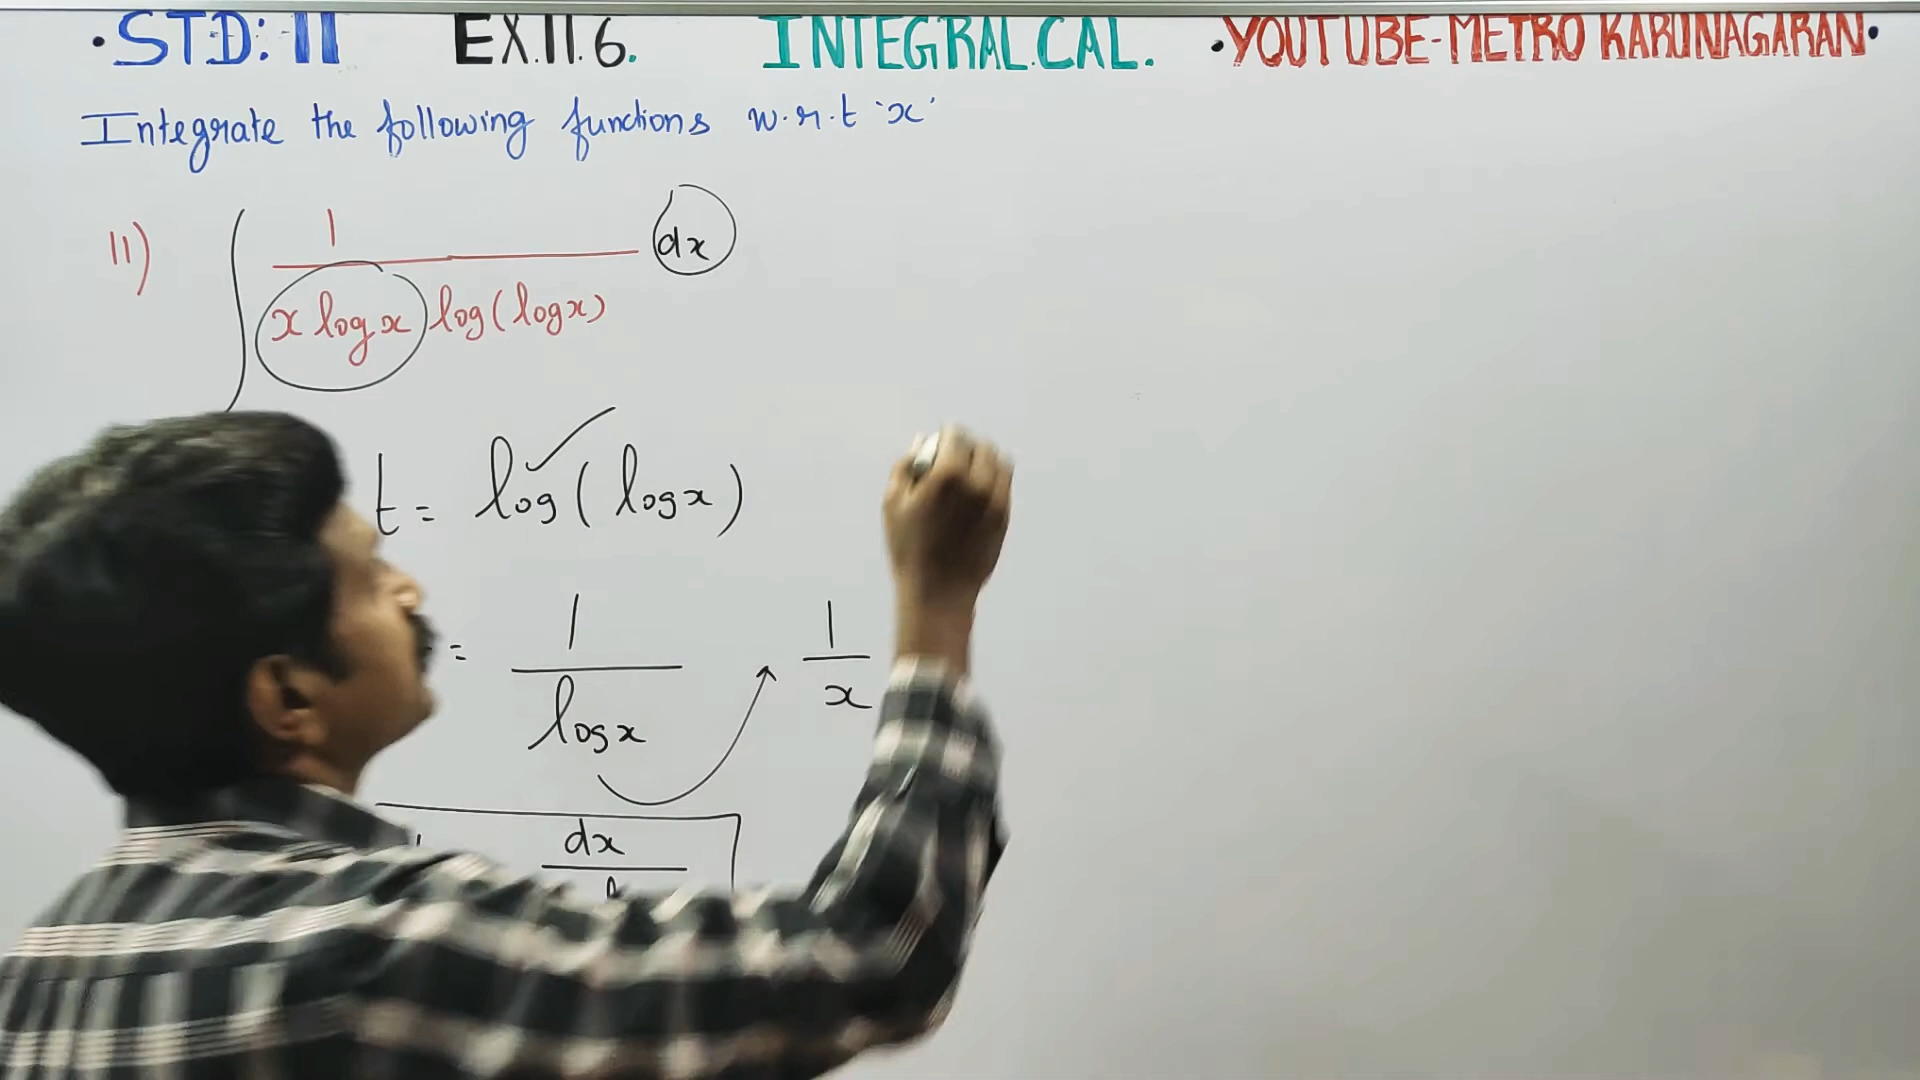 • STD: 11 EX.11.6. INTEGRAL.CAL. • YOUTUBE-METRO KARUNAGARAN •
Integrate the following functions w.r.t 'x'
11) ∫ 1 / (x log x log(log x)) dx
t = log(log x)
= 1 / log x 1 / x
dx